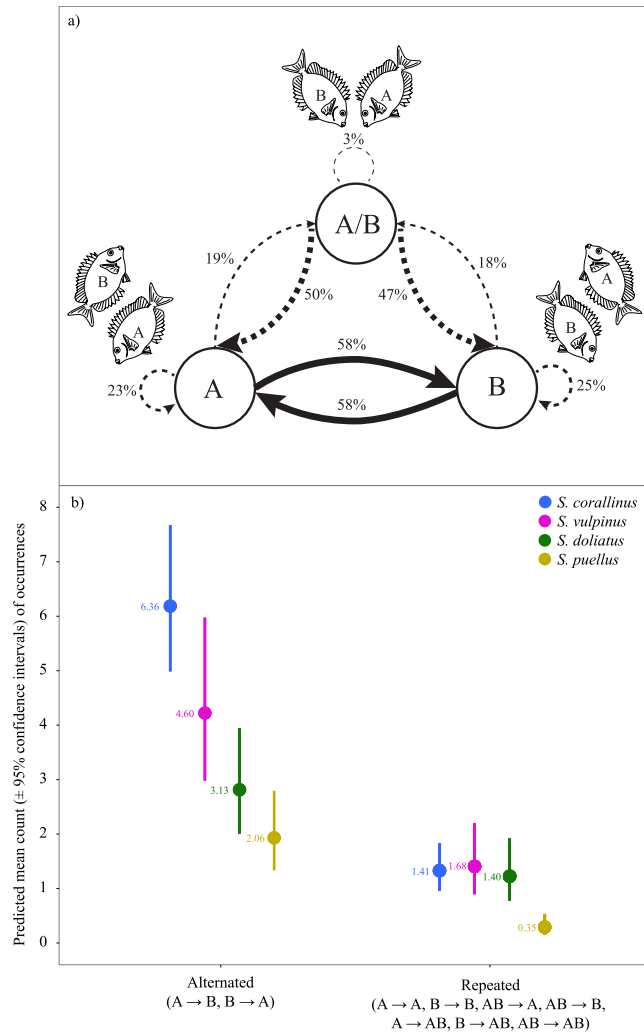 a)
B A
3%
A/B
19% 18%
50% 47%
B
A
A
B
58%
23% A B 25%
58%
b)
8
7
6
5
4
3
2
1
0
Predicted mean count (± 95% confidence intervals) of occurrences
S. corallinus
S. vulpinus
S. doliatus
S. puellus
6.36
4.60
3.13
2.06
1.41
1.68
1.40
0.35
Alternated
(A → B, B → A)
Repeated
(A → A, B → B, AB → A, AB → B,
A → AB, B → AB, AB → AB)